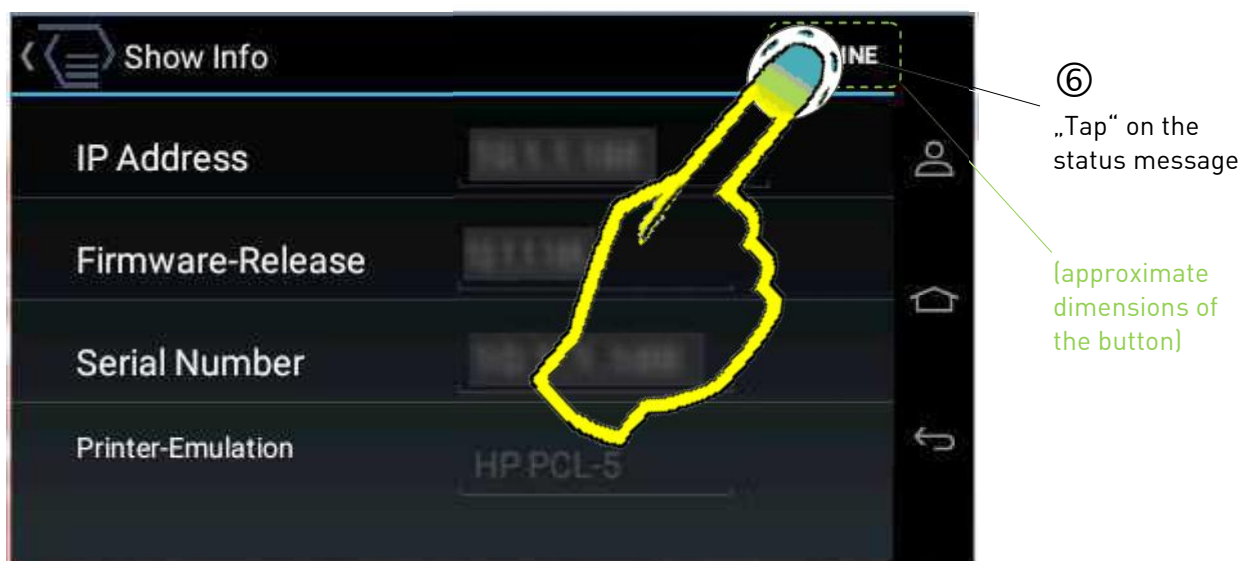 Show Info
IP Address
Firmware-Release
Serial Number
Printer-Emulation
HP PCL-5
⑥
„Tap“ on the
status message
(approximate
dimensions of
the button)